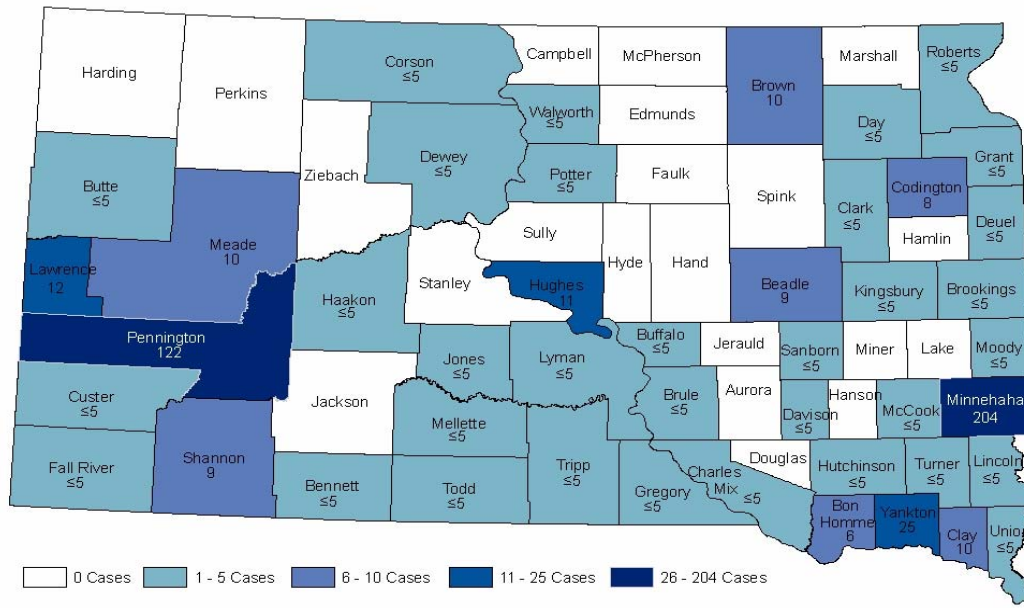 Harding
Perkins
Corson
≤5
Campbell
McPherson
Brown
10
Marshall
Roberts
≤5
Walworth
≤5
Edmunds
Day
≤5
Butte
≤5
Ziebach
Dewey
≤5
Potter
≤5
Faulk
Spink
Clark
≤5
Codington
8
Grant
≤5
Deuel
≤5
Hamlin
Lawrence
12
Meade
10
Sully
Stanley
Hughes
11
Hyde
Hand
Beadle
9
Kingsbury
≤5
Brookings
≤5
Pennington
122
Haakon
≤5
Jones
≤5
Lyman
≤5
Buffalo
≤5
Jerauld
Sanborn
≤5
Miner
Lake
Moody
≤5
Custer
≤5
Jackson
Mellette
≤5
Brule
≤5
Aurora
Davison
≤5
Hanson
McCook
≤5
Minnehaha
204
Fall River
≤5
Shannon
9
Bennett
≤5
Todd
≤5
Tripp
≤5
Gregory
≤5
Charles
Mix ≤5
Douglas
Hutchinson
≤5
Turner
≤5
Lincoln
≤5
Bon
Homme
6
Yankton
25
Clay
10
Union
≤5
0 Cases
1 - 5 Cases
6 - 10 Cases
11 - 25 Cases
26 - 204 Cases